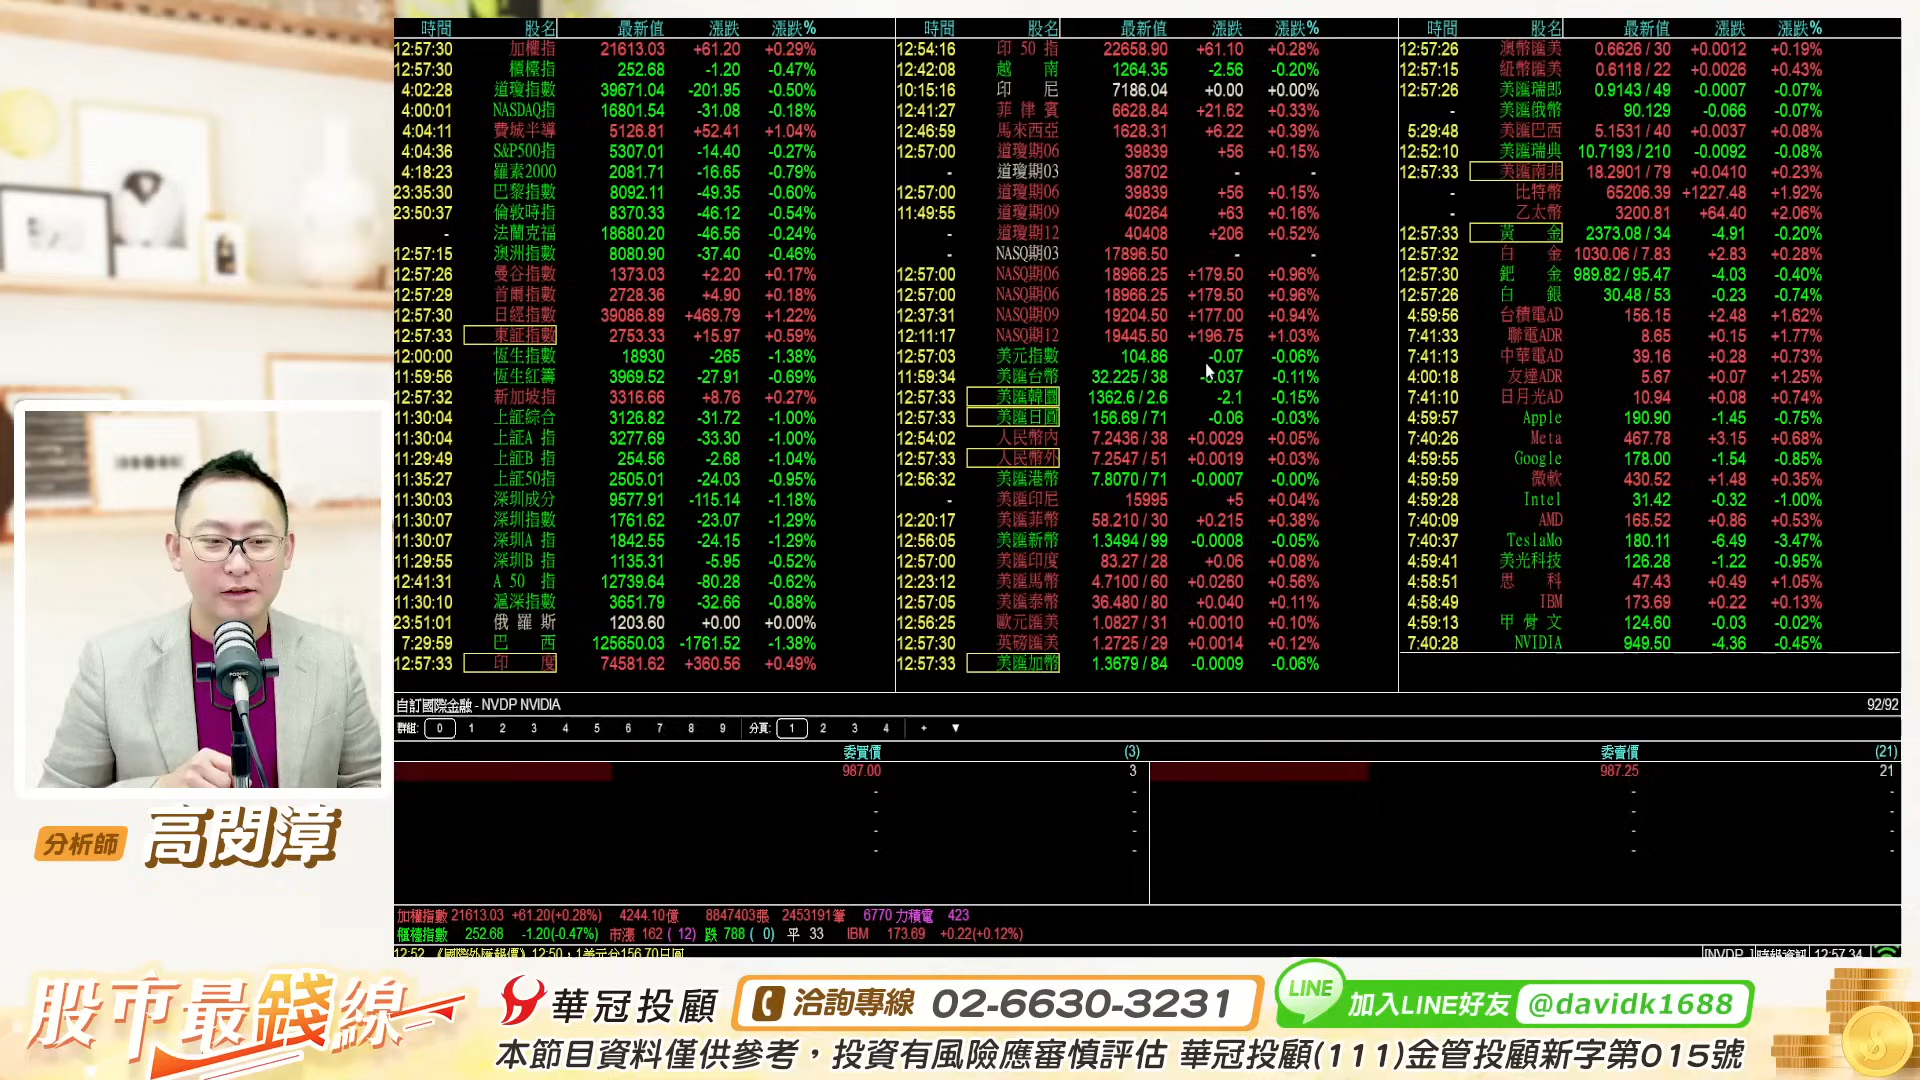 時間 股名 最新值 漲跌 漲跌%
12:57:30 加權指 21613.03 +61.20 +0.29%
12:57:30 櫃檯指 252.68 -1.20 -0.47%
4:02:28 道瓊指數 39671.04 -201.95 -0.50%
4:00:01 NASDAQ指 16801.54 -31.08 -0.18%
4:04:11 費城半導 5126.81 +52.41 +1.04%
4:04:36 S&P500指 5307.01 -14.40 -0.27%
4:18:23 羅素2000 2081.71 -16.65 -0.79%
23:35:30 巴黎指數 8092.11 -49.35 -0.60%
23:50:37 倫敦時指 8370.33 -46.12 -0.54%
- 法蘭克福 18680.20 -46.56 -0.24%
12:57:15 澳洲指數 8080.90 -37.40 -0.46%
12:57:26 曼谷指數 1373.03 +2.20 +0.17%
12:57:29 首爾指數 2728.36 +4.90 +0.18%
12:57:30 日經指數 39086.89 +469.79 +1.22%
12:57:33 東証指數 2753.33 +15.97 +0.59%
12:00:00 恆生指數 18930 -265 -1.38%
11:59:56 恆生紅籌 3969.52 -27.91 -0.69%
12:57:32 新加坡指 3316.66 +8.76 +0.27%
11:30:04 上証綜合 3126.82 -31.72 -1.00%
11:30:04 上証A 指 3277.69 -33.30 -1.00%
11:29:49 上証B 指 254.56 -2.68 -1.04%
11:35:27 上証50指 2505.01 -24.03 -0.95%
11:30:03 深圳成分 9577.91 -115.14 -1.18%
11:30:07 深圳指數 1761.62 -23.07 -1.29%
11:30:07 深圳A 指 1842.55 -24.15 -1.29%
11:29:55 深圳B 指 1135.31 -5.95 -0.52%
12:41:31 A 50 指 12739.64 -80.28 -0.62%
11:30:10 滬深指數 3651.79 -32.66 -0.88%
23:51:01 俄羅斯 1203.60 +0.00 +0.00%
7:29:59 巴西 125650.03 -1761.52 -1.38%
12:57:33 印度 74581.62 +360.56 +0.49%
時間 股名 最新值 漲跌 漲跌%
12:54:16 印 50 指 22658.90 +61.10 +0.28%
12:42:08 越南 1264.35 -2.56 -0.20%
10:15:16 印尼 7186.04 +0.00 +0.00%
12:41:27 菲律賓 6628.84 +21.62 +0.33%
12:46:59 馬來西亞 1628.31 +6.22 +0.39%
12:57:00 道瓊期06 39839 +56 +0.15%
- 道瓊期03 38702 - -
12:57:00 道瓊期06 39839 +56 +0.15%
11:49:55 道瓊期09 40264 +63 +0.16%
- 道瓊期12 40408 +206 +0.52%
NASQ期03 17896.50 - -
12:57:00 NASQ期06 18966.25 +179.50 +0.96%
12:57:00 NASQ期06 18966.25 +179.50 +0.96%
12:37:31 NASQ期09 19204.50 +177.00 +0.94%
12:11:17 NASQ期12 19445.50 +196.75 +1.03%
12:57:03 美元指數 104.86 -0.07 -0.06%
11:59:34 美匯台幣 32.225 / 38 -0.037 -0.11%
12:57:33 美匯韓圜 1362.6 / 2.6 -2.1 -0.15%
12:57:33 美匯日圓 156.69 / 71 -0.06 -0.03%
12:54:02 人民幣內 7.2436 / 38 +0.0029 +0.05%
12:57:33 人民幣外 7.2547 / 51 +0.0019 +0.03%
12:56:32 美匯港幣 7.8070 / 71 -0.0007 -0.00%
- 美匯印尼 15995 +5 +0.04%
12:20:17 美匯菲幣 58.210 / 30 +0.215 +0.38%
12:56:05 美匯新幣 1.3494 / 99 -0.0008 -0.05%
12:57:00 美匯印度 83.27 / 28 +0.06 +0.08%
12:23:12 美匯馬幣 4.7100 / 60 +0.0260 +0.56%
12:57:05 美匯泰幣 36.480 / 80 +0.040 +0.11%
12:56:25 歐元匯美 1.0827 / 31 +0.0010 +0.10%
12:57:30 英磅匯美 1.2725 / 29 +0.0014 +0.12%
12:57:33 美匯加幣 1.3679 / 84 -0.0009 -0.06%
時間 股名 最新值 漲跌 漲跌%
12:57:26 澳幣匯美 0.6626 / 30 +0.0012 +0.19%
12:57:15 紐幣匯美 0.6118 / 22 +0.0026 +0.43%
12:57:26 美匯瑞郎 0.9143 / 49 -0.0007 -0.07%
- 美匯俄幣 90.129 -0.066 -0.07%
5:29:48 美匯巴西 5.1531 / 40 +0.0037 +0.08%
12:52:10 美匯瑞典 10.7193 / 210 -0.0092 -0.08%
12:57:33 美匯南非 18.2901 / 79 +0.0410 +0.23%
- 比特幣 65206.39 +1227.48 +1.92%
- 乙太幣 3200.81 +64.40 +2.06%
12:57:33 黃金 2373.08 / 34 -4.91 -0.20%
12:57:32 白金 1030.06 / 7.83 +2.83 +0.28%
12:57:30 鈀金 989.82 / 95.47 -4.03 -0.40%
12:57:26 白銀 30.48 / 53 -0.23 -0.74%
4:59:56 台積電AD 156.15 +2.48 +1.62%
7:41:33 聯電ADR 8.65 +0.15 +1.77%
7:41:13 中華電AD 39.16 +0.28 +0.73%
4:00:18 友達ADR 5.67 +0.07 +1.25%
7:41:10 日月光AD 10.94 +0.08 +0.74%
4:59:57 Apple 190.90 -1.45 -0.75%
7:40:26 Meta 467.78 +3.15 +0.68%
4:59:55 Google 178.00 -1.54 -0.85%
4:59:59 微軟 430.52 +1.48 +0.35%
4:59:28 Intel 31.42 -0.32 -1.00%
7:40:09 AMD 165.52 +0.86 +0.53%
7:40:37 TeslaMo 180.11 -6.49 -3.47%
4:59:41 美光科技 126.28 -1.22 -0.95%
4:58:51 思科 47.43 +0.49 +1.05%
4:58:49 IBM 173.69 +0.22 +0.13%
4:59:13 甲骨文 124.60 -0.03 -0.02%
7:40:28 NVIDIA 949.50 -4.36 -0.45%
自訂國際金融 - NVDP NVIDIA 92/92
群組: 0 1 2 3 4 5 6 7 8 9 分頁: 1 2 3 4 + ▼
委買價 (3) 委賣價 (21)
987.00 3 987.25 21
- - - -
- - - -
- - - -
- - - -
加權指數 21613.03 +61.20(+0.28%) 4244.10億 8847403張 2453191筆 6770 力積電 423
櫃檯指數 252.68 -1.20(-0.47%) 市漲 162 ( 12) 跌 788 ( 0) 平 33 IBM 173.69 +0.22(+0.12%)
12:52 《國際外匯報價》12:50，1美元兌156.70日圓 [NVDP ]時報資訊 12:57:34
PODMIC
分析師 高閔漳
股市最錢線
華冠投顧 洽詢專線 02-6630-3231 LINE 加入LINE好友 @davidk1688
本節目資料僅供參考，投資有風險應審慎評估 華冠投顧(111)金管投顧新字第015號